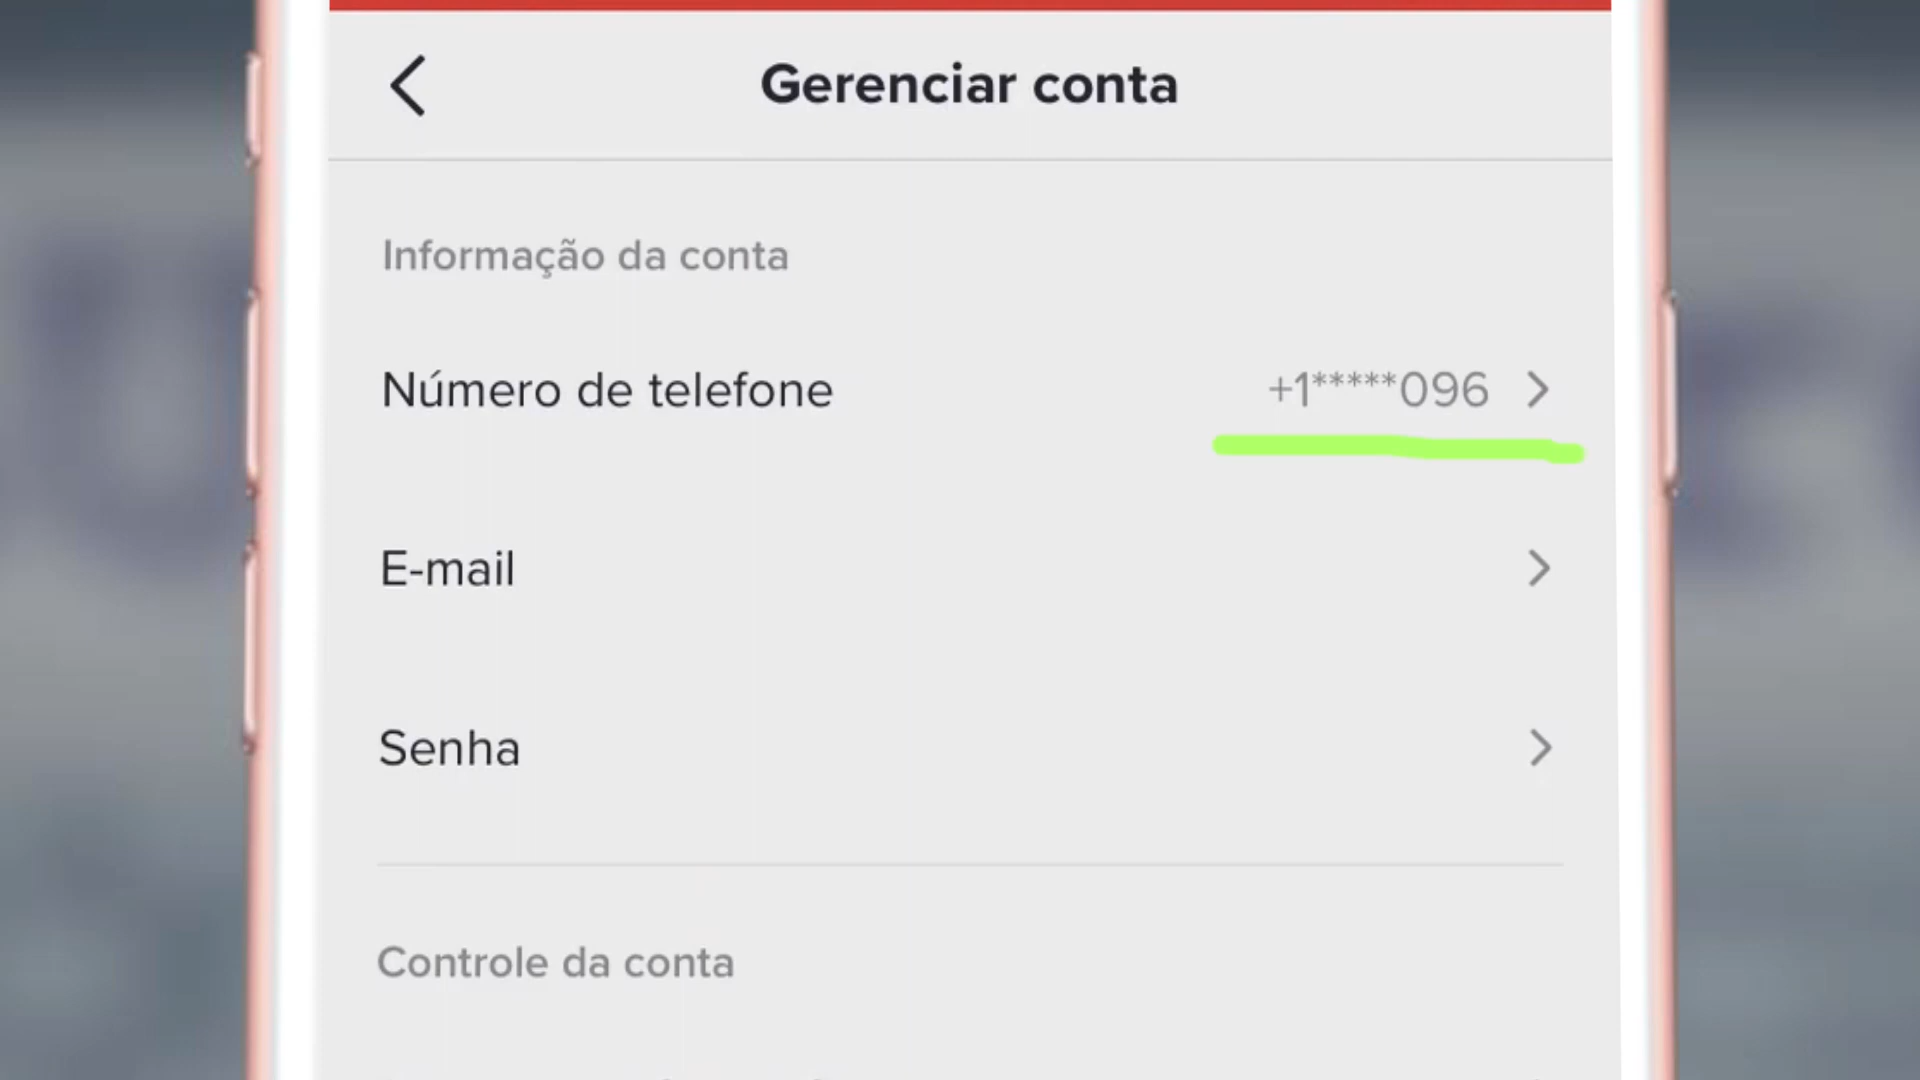 Gerenciar conta
Informação da conta
Número de telefone +1*****096
E-mail
Senha
Controle da conta